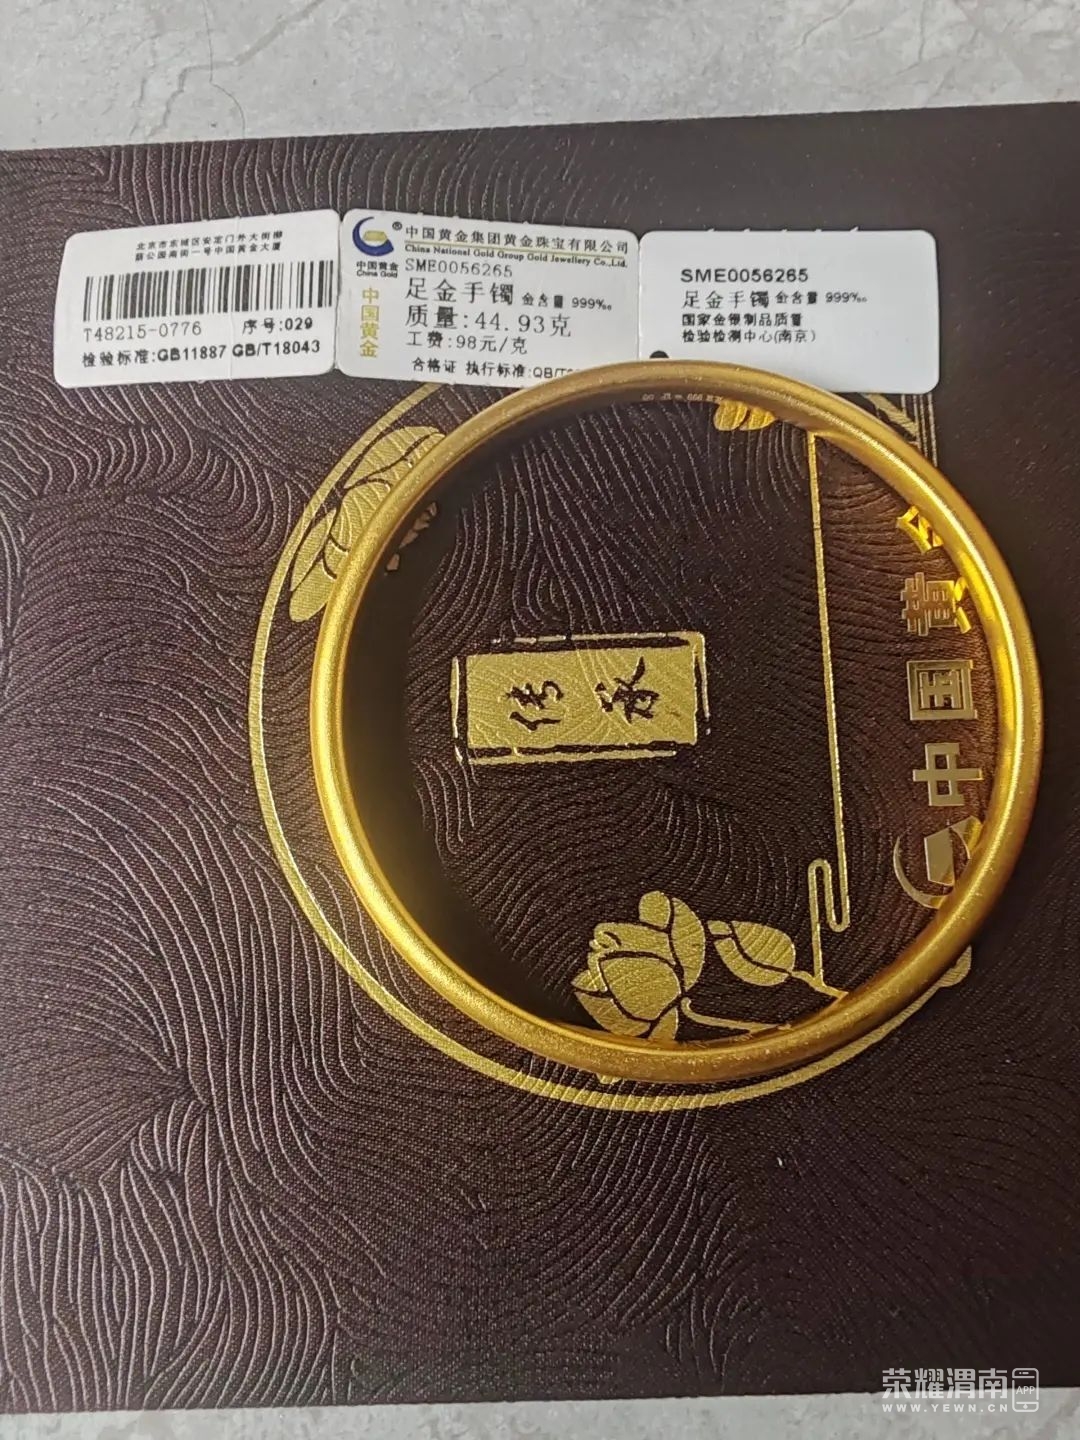 北京市东城区安定门外大街柳
荫公园南街一号中国黄金大厦
T48215-0776 序号:029
检验标准:GB11887 GB/T18043
®中国黄金集团黄金珠宝有限公司
China National Gold Group Gold Jewellery Co.,Ltd.
中国黄金
China Gold
中国黄金
SME0056265
足金手镯 金含量 999‰
质量:44.93克
工费:98元/克
合格证 执行标准:QB/T
SME0056265
足金手镯 金含量 999‰
国家金银制品质量
检验检测中心(南京)
传承
中国黄
荣耀渭南
APP
WWW.YEWN.CN